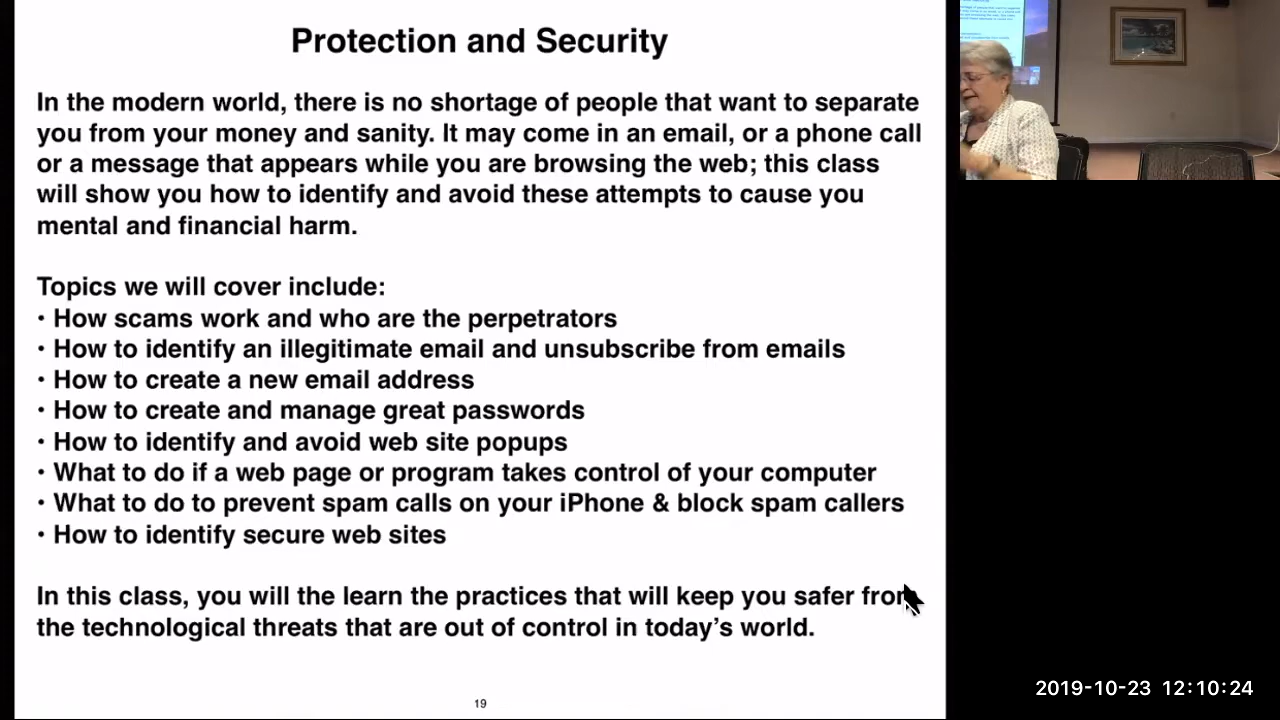 Protection and Security
In the modern world, there is no shortage of people that want to separate
you from your money and sanity. It may come in an email, or a phone call
or a message that appears while you are browsing the web; this class
will show you how to identify and avoid these attempts to cause you
mental and financial harm.
Topics we will cover include:
• How scams work and who are the perpetrators
• How to identify an illegitimate email and unsubscribe from emails
• How to create a new email address
• How to create and manage great passwords
• How to identify and avoid web site popups
• What to do if a web page or program takes control of your computer
• What to do to prevent spam calls on your iPhone & block spam callers
• How to identify secure web sites
In this class, you will the learn the practices that will keep you safer from
the technological threats that are out of control in today’s world.
19
2019-10-23 12:10:24